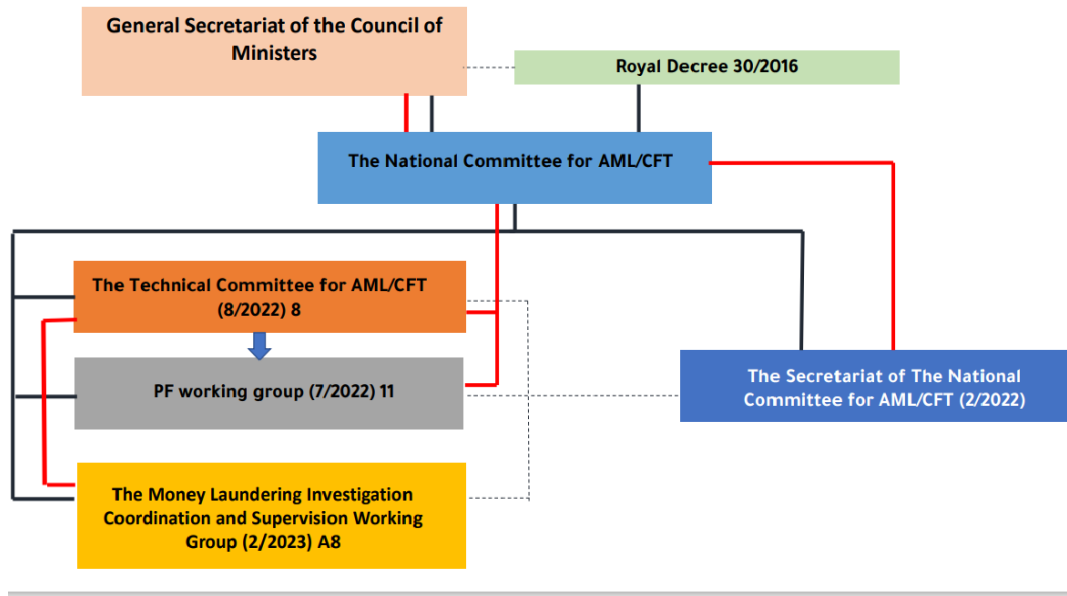 General Secretariat of the Council of
Ministers
Royal Decree 30/2016
The National Committee for AML/CFT
The Technical Committee for AML/CFT
(8/2022) 8
PF working group (7/2022) 11
The Secretariat of The National
Committee for AML/CFT (2/2022)
The Money Laundering Investigation
Coordination and Supervision Working
Group (2/2023) A8